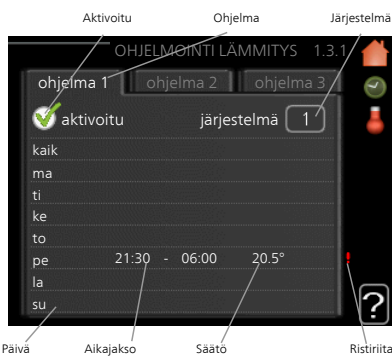 Aktivoitu Ohjelma Järjestelmä
OHJELMOINTI LÄMMITYS 1.3.1
ohjelma 1 ohjelma 2 ohjelma 3
aktivoitu järjestelmä 1
kaik
ma
ti
ke
to
pe 21:30 - 06:00 20.5°
la
su
?
Päivä Aikajakso Säätö Ristiriita